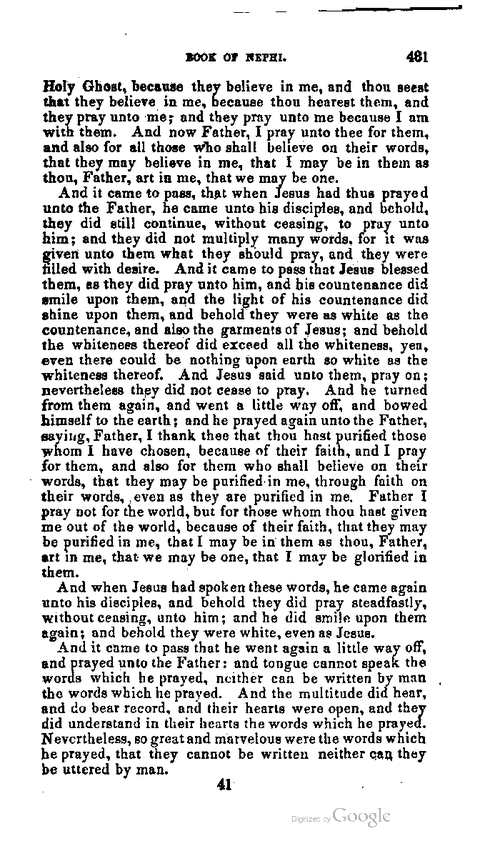 BOOK OF NEPHI. 481
Holy Ghost, because they believe in me, and thou seest
that they believe in me, because thou hearest them, and
they pray unto me; and they pray unto me because I am
with them. And now Father, I pray unto thee for them,
and also for all those who shall believe on their words,
that they may believe in me, that I may be in them as
thou, Father, art in me, that we may be one.
And it came to pass, that when Jesus had thus prayed
unto the Father, he came unto his disciples, and behold,
they did still continue, without ceasing, to pray unto
him; and they did not multiply many words, for it was
given unto them what they should pray, and they were
filled with desire. And it came to pass that Jesus blessed
them, as they did pray unto him, and his countenance did
smile upon them, and the light of his countenance did
shine upon them, and behold they were as white as the
countenance, and also the garments of Jesus; and behold
the whiteness thereof did exceed all the whiteness, yea,
even there could be nothing upon earth so white as the
whiteness thereof. And Jesus said unto them, pray on;
nevertheless they did not cease to pray. And he turned
from them again, and went a little way off, and bowed
himself to the earth; and he prayed again unto the Father,
saying, Father, I thank thee that thou hast purified those
whom I have chosen, because of their faith, and I pray
for them, and also for them who shall believe on their
words, that they may be purified in me, through faith on
their words, even as they are purified in me. Father I
pray not for the world, but for those whom thou hast given
me out of the world, because of their faith, that they may
be purified in me, that I may be in them as thou, Father,
art in me, that we may be one, that I may be glorified in
them.
And when Jesus had spoken these words, he came again
unto his disciples, and behold they did pray steadfastly,
without ceasing, unto him; and he did smile upon them
again; and behold they were white, even as Jesus.
And it came to pass that he went again a little way off,
and prayed unto the Father: and tongue cannot speak the
words which he prayed, neither can be written by man
the words which he prayed. And the multitude did hear,
and do bear record, and their hearts were open, and they
did understand in their hearts the words which he prayed.
Nevertheless, so great and marvelous were the words which
he prayed, that they cannot be written neither can they
be uttered by man.
41
Digitized by Google